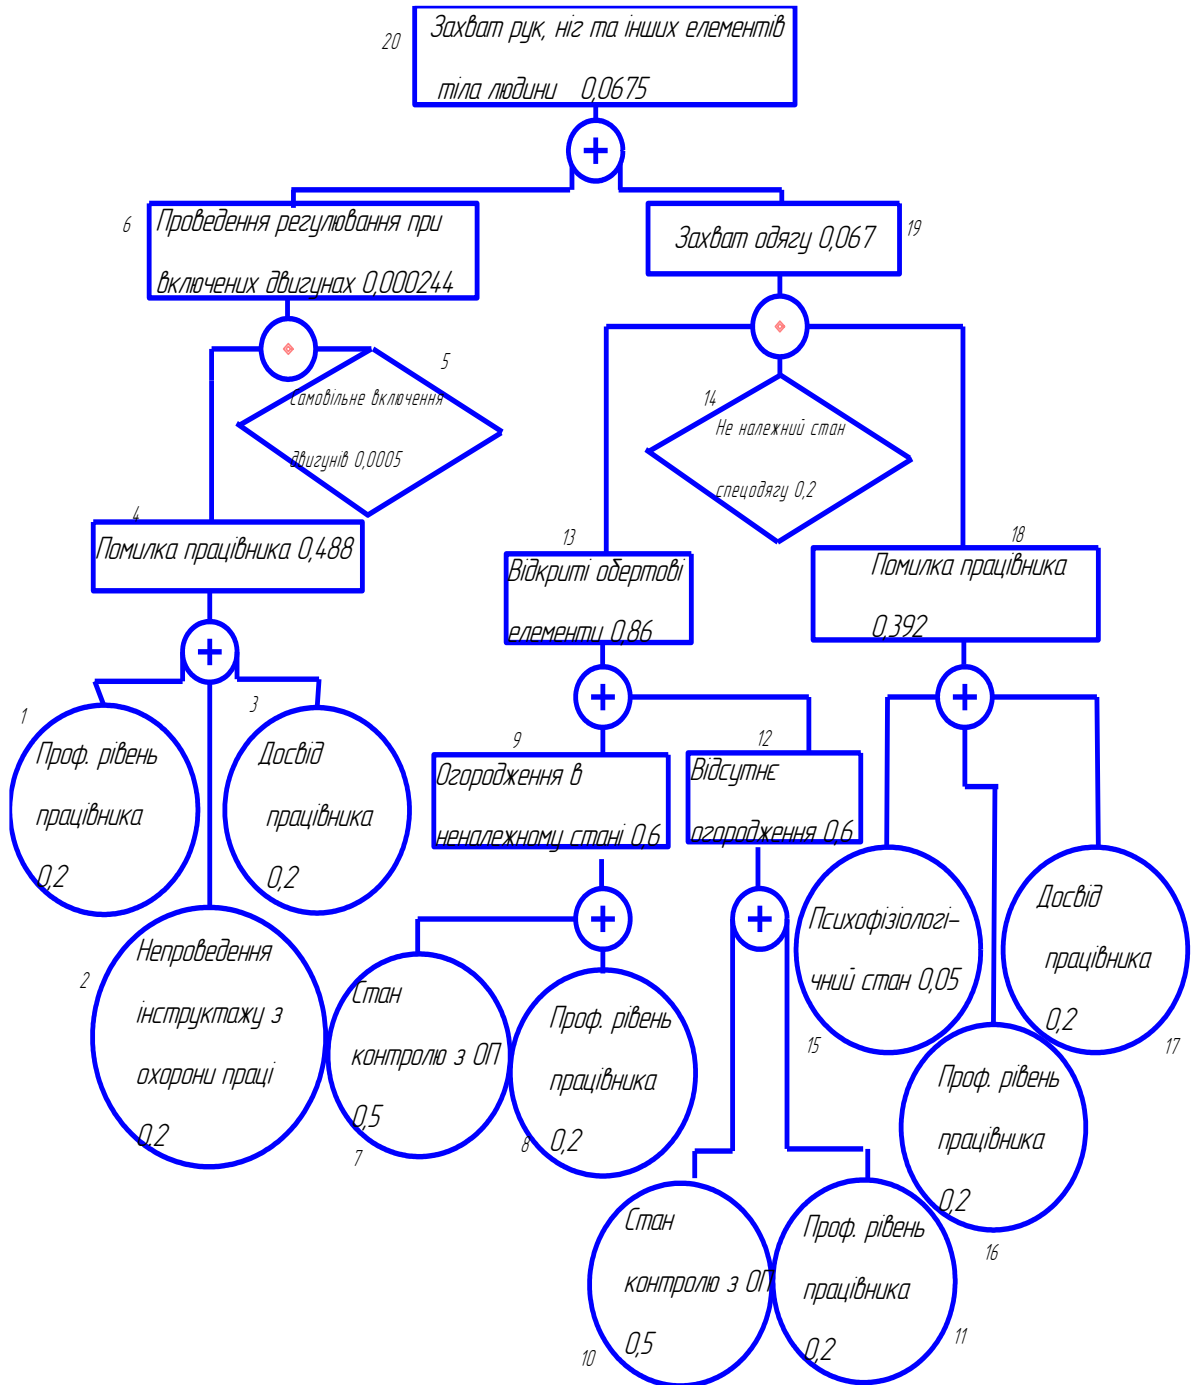 20
Захват рук, ніг та інших елементів
тіла людини 0,0675
+
6
Проведення регулювання при
включених двигунах 0,000244
Захват одягу 0,067
19
5
Самовільне включення
двигунів 0,0005
14
Не належний стан
спецодягу 0,2
4
Помилка працівника 0,488
13
Відкриті обертові
елементи 0,86
18
Помилка працівника
0,392
+
+
+
1
Проф. рівень
працівника
0,2
3
Досвід
працівника
0,2
9
Огородження в
неналежному стані 0,6
12
Відсутнє
огородження 0,6
+
+
2
Непроведення
інструктажу з
охорони праці
0,2
Стан
контролю з ОП
0,5
7
Проф. рівень
працівника
0,2
8
Психофізіологі-
чний стан 0,05
15
Досвід
працівника
0,2
17
Проф. рівень
працівника
0,2
16
Стан
контролю з ОП
0,5
10
Проф. рівень
працівника
0,2
11